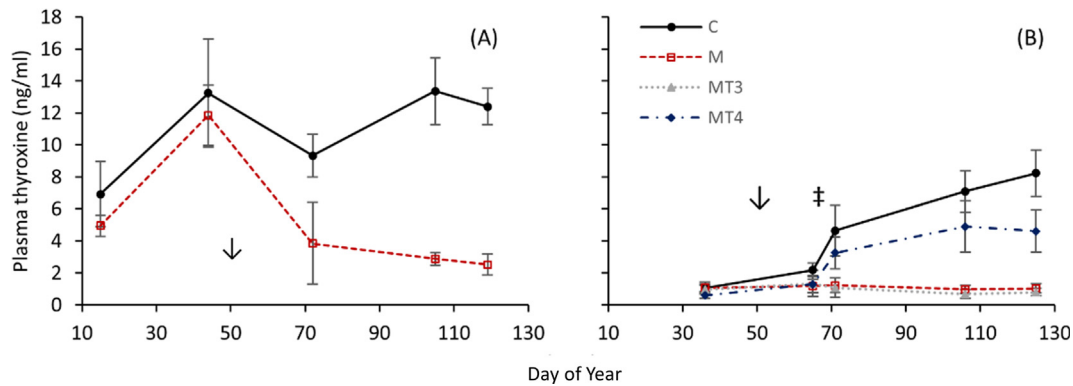 Plasma thyroxine (ng/ml)
18
16
14
12
10
8
6
4
2
0
(A)
↓
10 30 50 70 90 110 130
C
M
MT3
MT4
(B)
↓ ‡
10 30 50 70 90 110 130
Day of Year